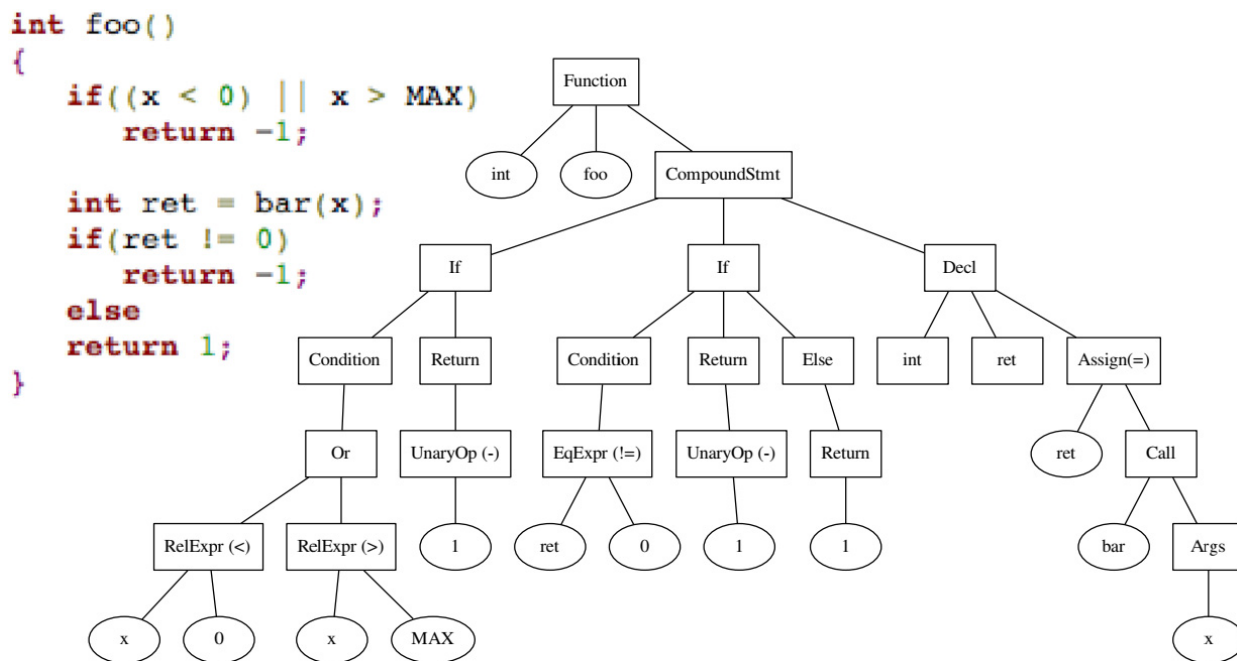 int foo()
{
if((x < 0) || x > MAX)
return -1;
int ret = bar(x);
if(ret != 0)
return -1;
else
return 1;
}
Function
int foo CompoundStmt
If If Decl
Condition Return Condition Return Else int ret Assign(=)
Or UnaryOp (-) EqExpr (!=) UnaryOp (-) Return ret Call
RelExpr (<) RelExpr (>) 1 ret 0 1 1 bar Args
x 0 x MAX x